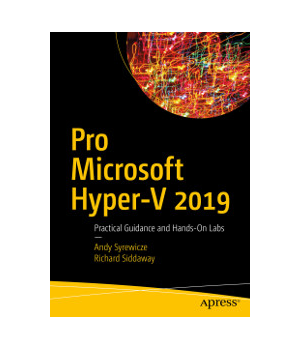 Pro
Microsoft
Hyper-V 2019
Practical Guidance and Hands-On Labs
—
Andy Syrewicze
Richard Siddaway
Apress®